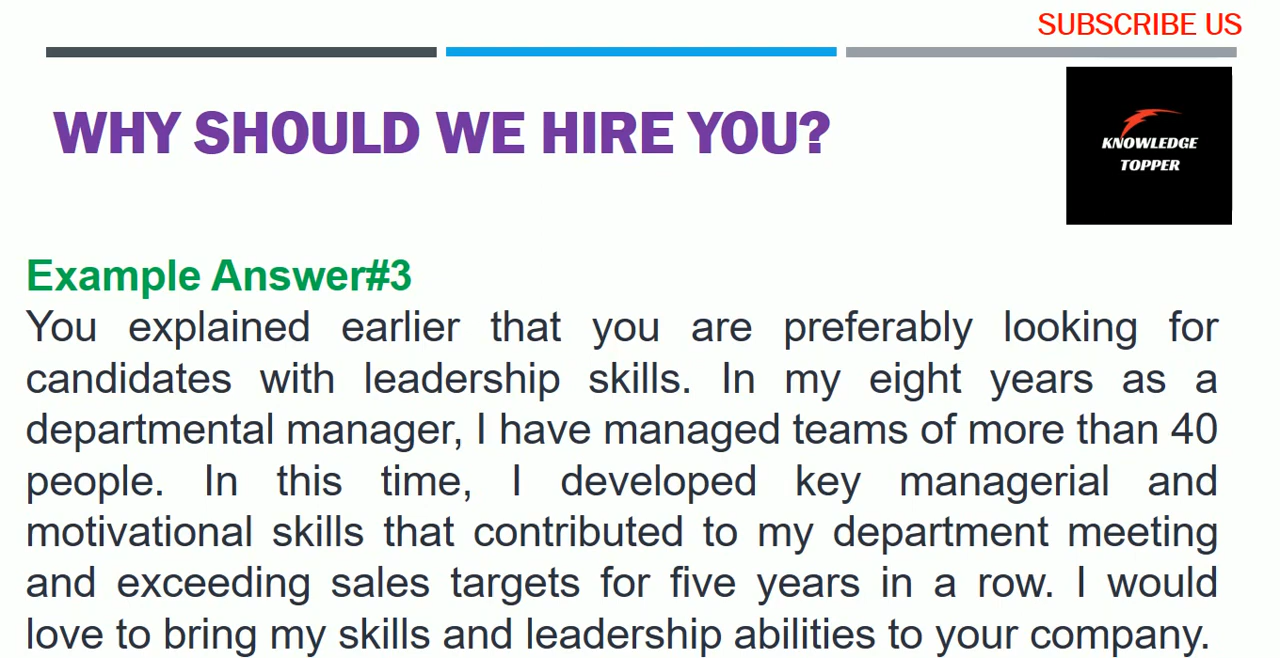 SUBSCRIBE US
WHY SHOULD WE HIRE YOU?
KNOWLEDGE
TOPPER
Example Answer#3
You explained earlier that you are preferably looking for
candidates with leadership skills. In my eight years as a
departmental manager, I have managed teams of more than 40
people. In this time, I developed key managerial and
motivational skills that contributed to my department meeting
and exceeding sales targets for five years in a row. I would
love to bring my skills and leadership abilities to your company.